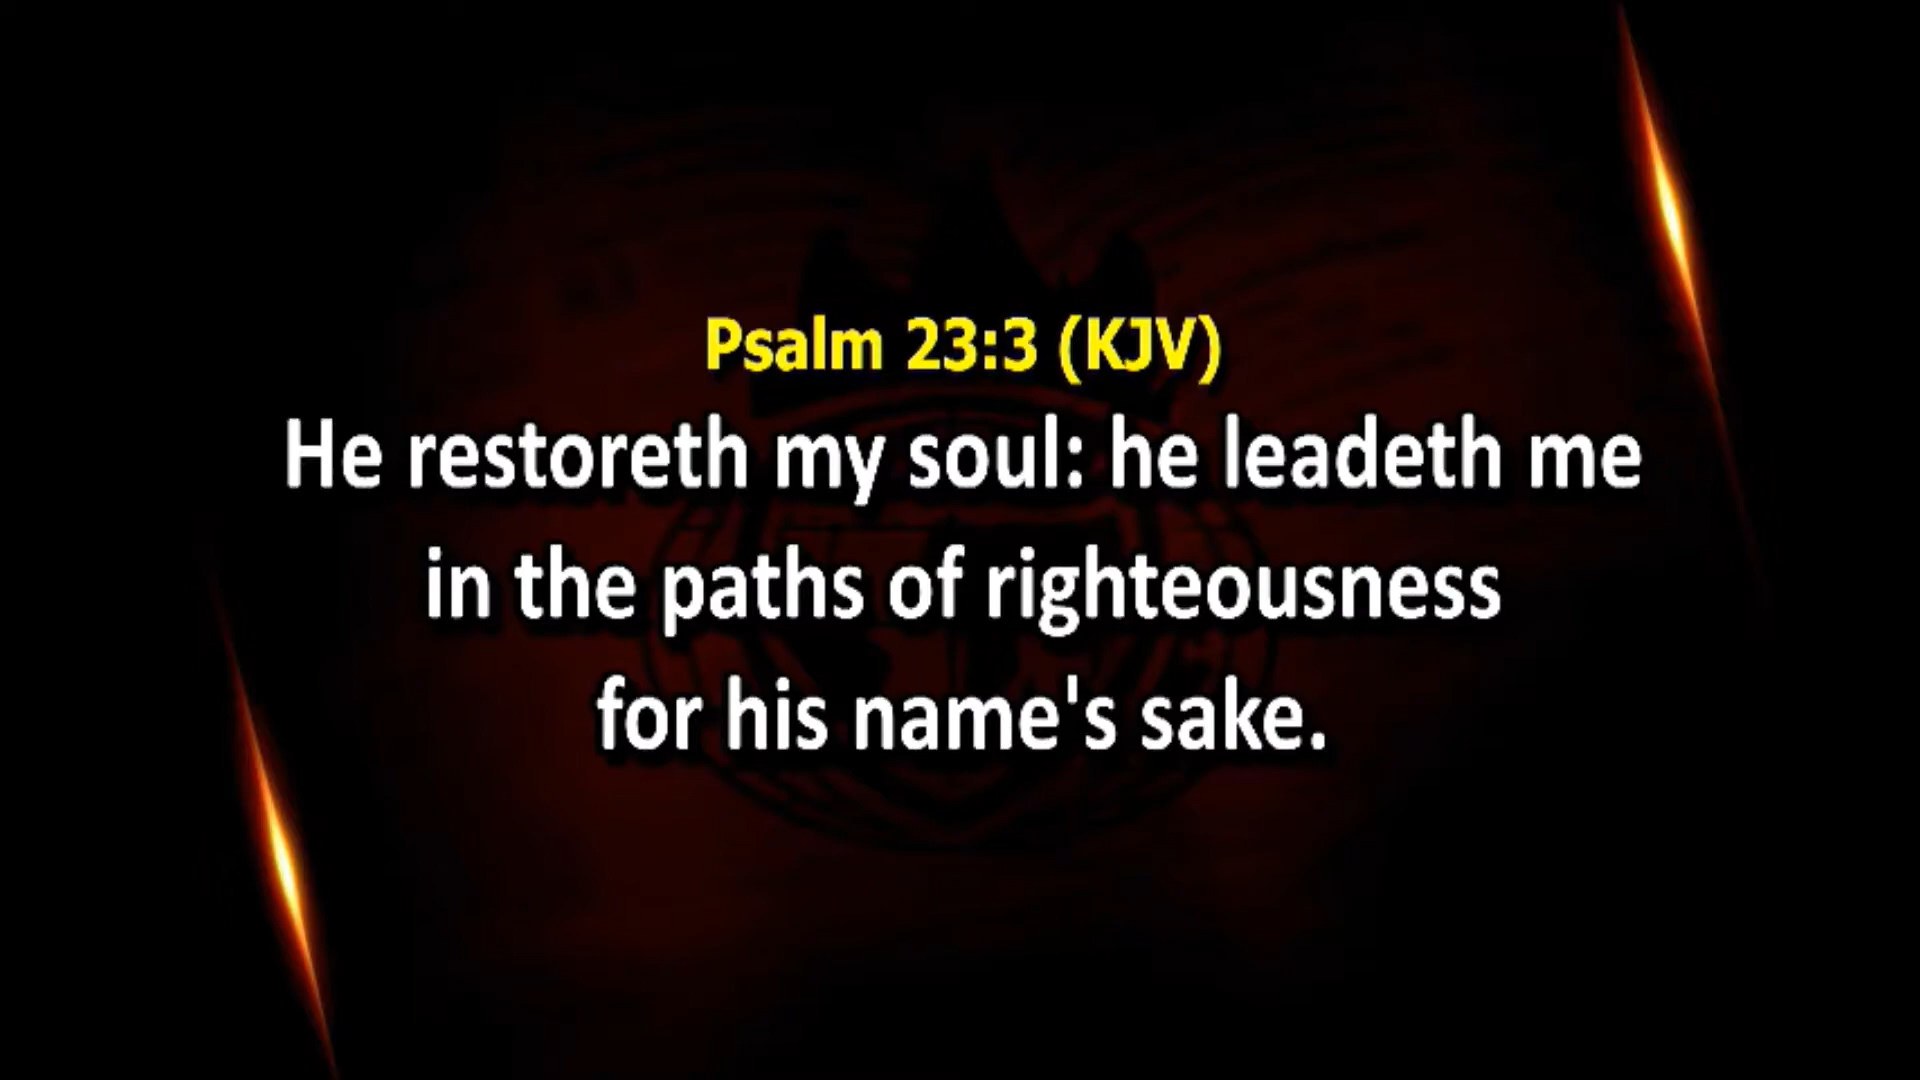 Psalm 23:3 (KJV)
He restoreth my soul: he leadeth me
in the paths of righteousness
for his name's sake.